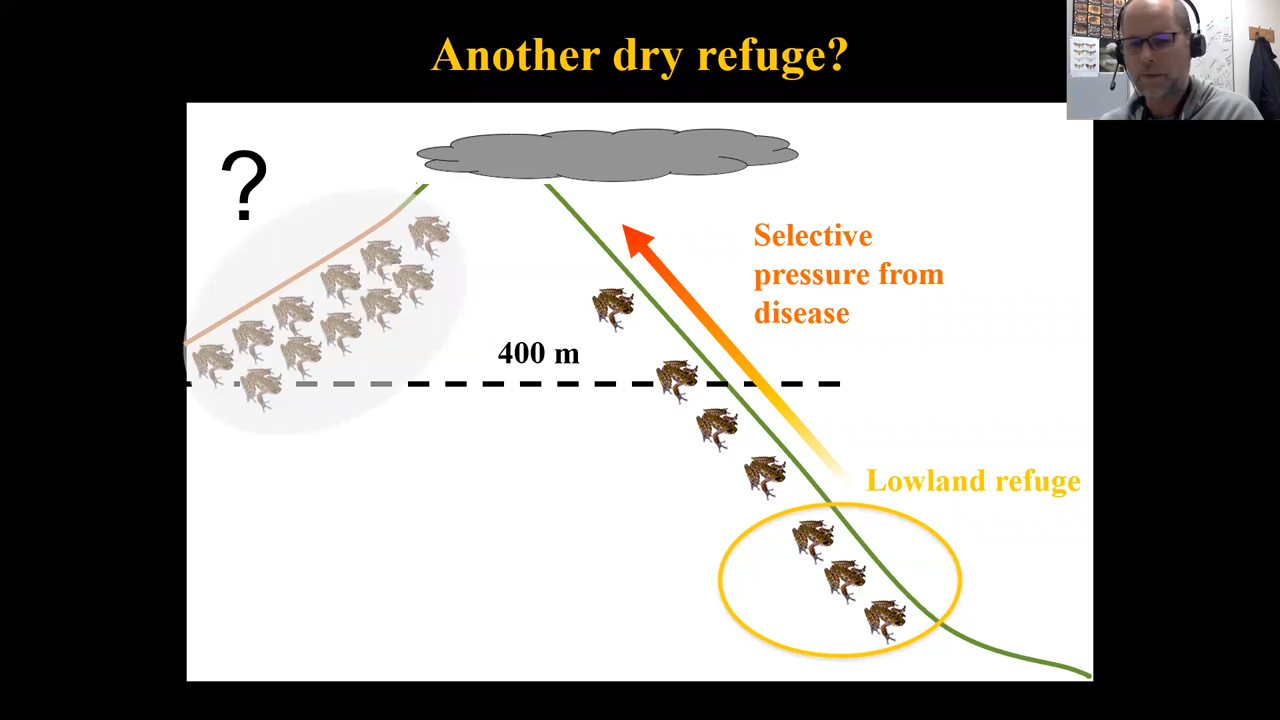 Another dry refuge?
?
Selective
pressure from
disease
400 m
Lowland refuge